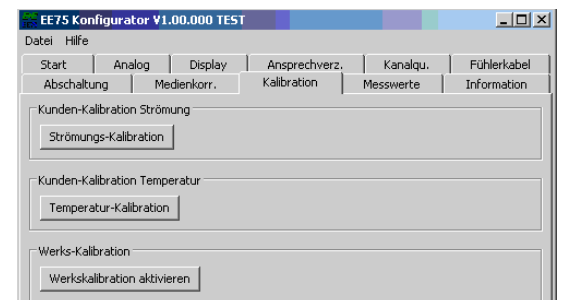 EE75 Konfigurator V1.00.000 TEST
Datei Hilfe
Start Analog Display Ansprechverz. Kanalqu. Fühlerkabel
Abschaltung Medienkorr. Kalibration Messwerte Information
Kunden-Kalibration Strömung
Strömungs-Kalibration
Kunden-Kalibration Temperatur
Temperatur-Kalibration
Werks-Kalibration
Werkskalibration aktivieren